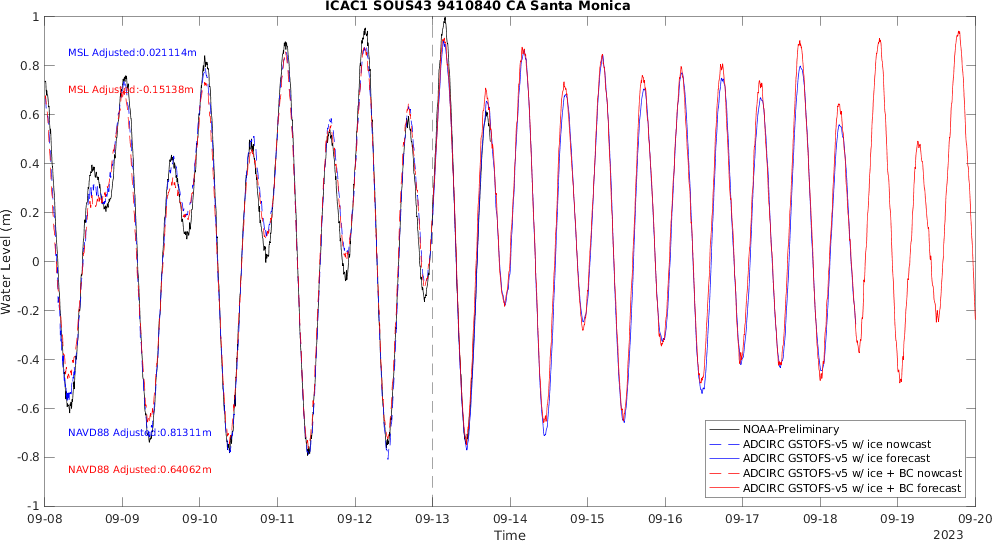 ICAC1 SOUS43 9410840 CA Santa Monica
1
0.8
0.6
0.4
0.2
0
-0.2
-0.4
-0.6
-0.8
-1
Water Level (m)
MSL Adjusted:0.021114m
MSL Adjusted:-0.15138m
NAVD88 Adjusted:0.81311m
NAVD88 Adjusted:0.64062m
NOAA-Preliminary
ADCIRC GSTOFS-v5 w/ ice nowcast
ADCIRC GSTOFS-v5 w/ ice forecast
ADCIRC GSTOFS-v5 w/ ice + BC nowcast
ADCIRC GSTOFS-v5 w/ ice + BC forecast
09-08 09-09 09-10 09-11 09-12 09-13 09-14 09-15 09-16 09-17 09-18 09-19 09-20
Time
2023